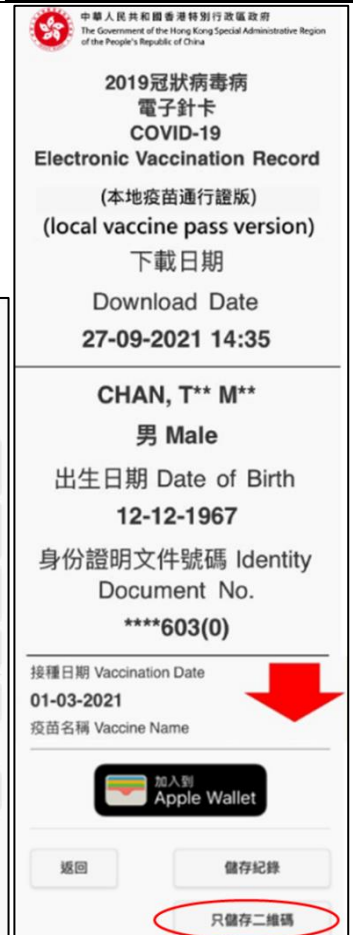 中華人民共和國香港特別行政區政府
The Government of the Hong Kong Special Administrative Region
of the People's Republic of China
2019冠狀病毒病
電子針卡
COVID-19
Electronic Vaccination Record
(本地疫苗通行證版)
(local vaccine pass version)
下載日期
Download Date
27-09-2021 14:35
CHAN, T** M**
男 Male
出生日期 Date of Birth
12-12-1967
身份證明文件號碼 Identity
Document No.
****603(0)
接種日期 Vaccination Date
01-03-2021
疫苗名稱 Vaccine Name
加入到
Apple Wallet
返回 儲存紀錄
只儲存二維碼